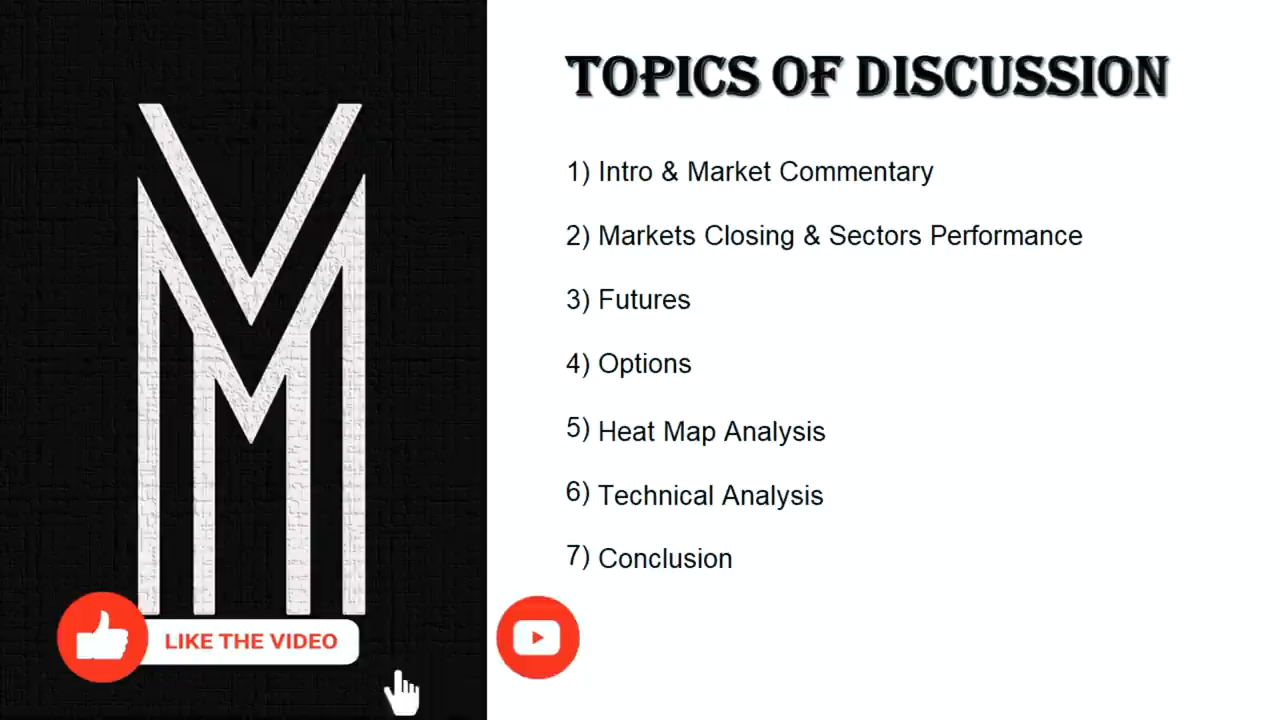 TOPICS OF DISCUSSION
1) Intro & Market Commentary
2) Markets Closing & Sectors Performance
3) Futures
4) Options
5) Heat Map Analysis
6) Technical Analysis
7) Conclusion
LIKE THE VIDEO